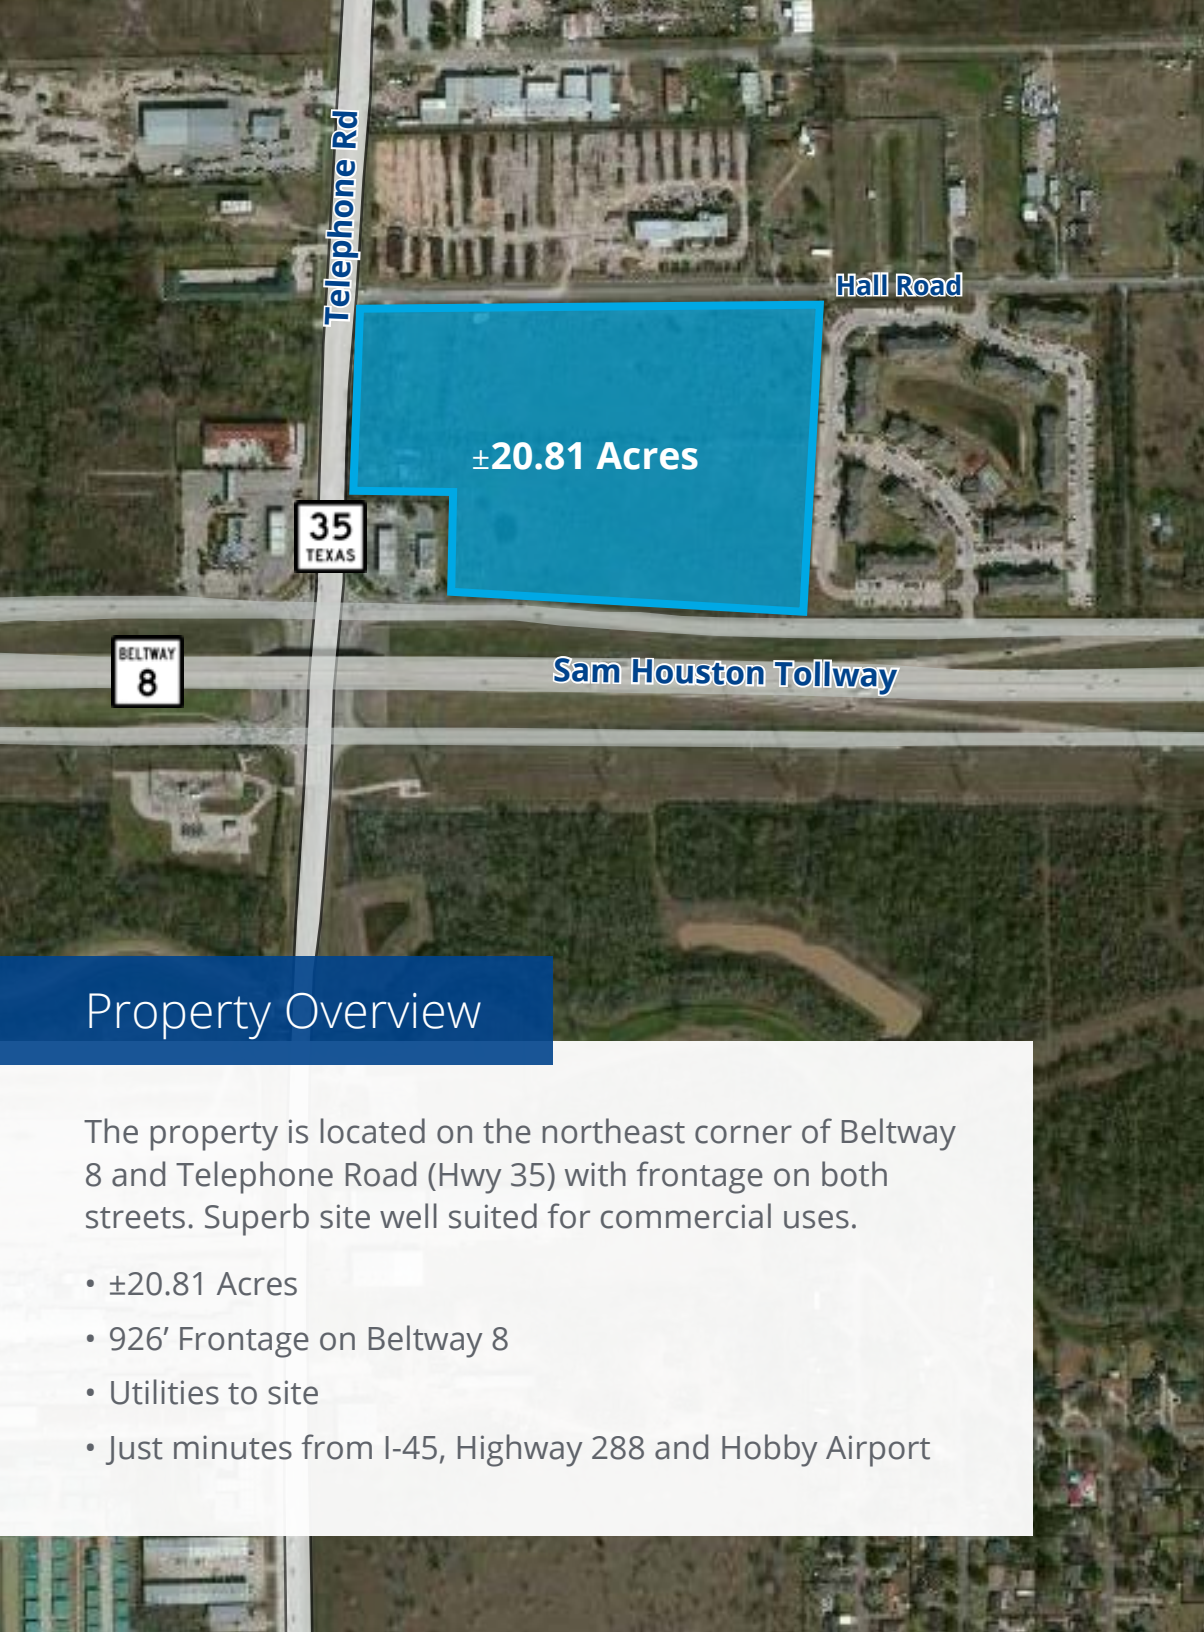 Telephone Rd
Hall Road
±20.81 Acres
35
TEXAS
BELTWAY
8
Sam Houston Tollway
Property Overview
The property is located on the northeast corner of Beltway
8 and Telephone Road (Hwy 35) with frontage on both
streets. Superb site well suited for commercial uses.
• ±20.81 Acres
• 926’ Frontage on Beltway 8
• Utilities to site
• Just minutes from I-45, Highway 288 and Hobby Airport